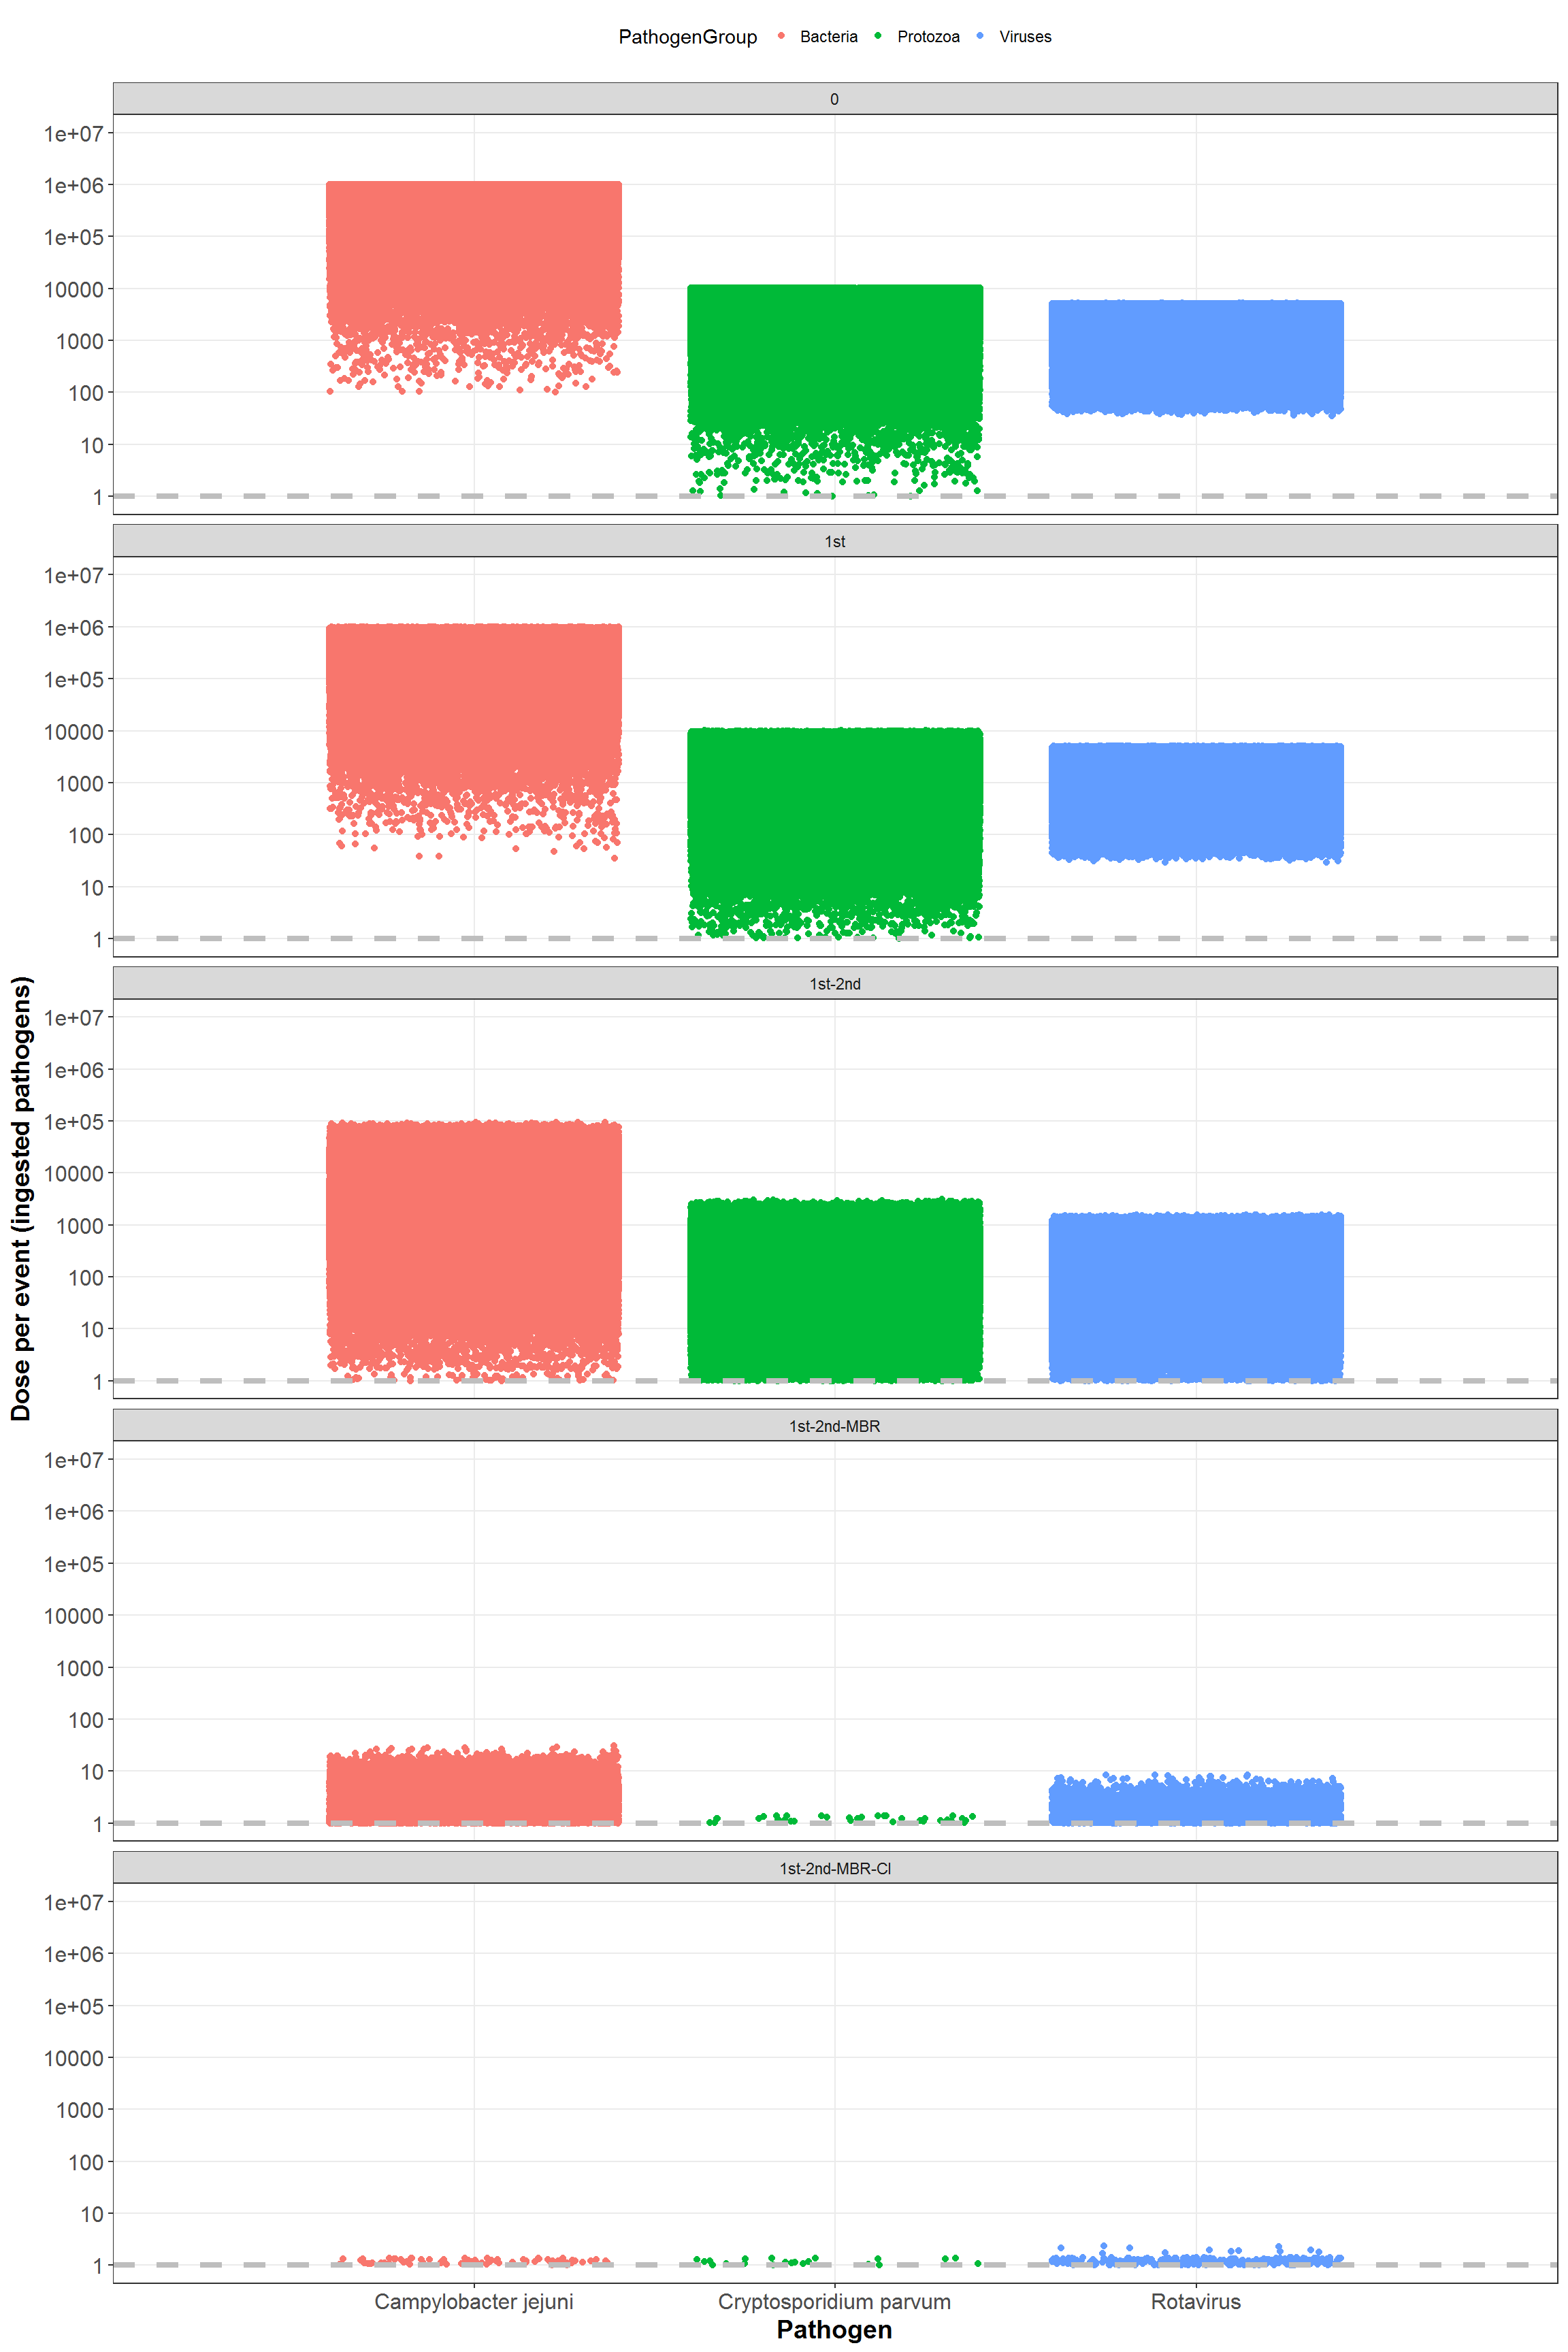 PathogenGroup Bacteria Protozoa Viruses
0
1e+07
1e+06
1e+05
10000
1000
100
10
1
1st
1e+07
1e+06
1e+05
10000
1000
100
10
1
1st-2nd
1e+07
1e+06
1e+05
10000
1000
100
10
1
1st-2nd-MBR
1e+07
1e+06
1e+05
10000
1000
100
10
1
1st-2nd-MBR-Cl
1e+07
1e+06
1e+05
10000
1000
100
10
1
Dose per event (ingested pathogens)
Campylobacter jejuni Cryptosporidium parvum Rotavirus
Pathogen